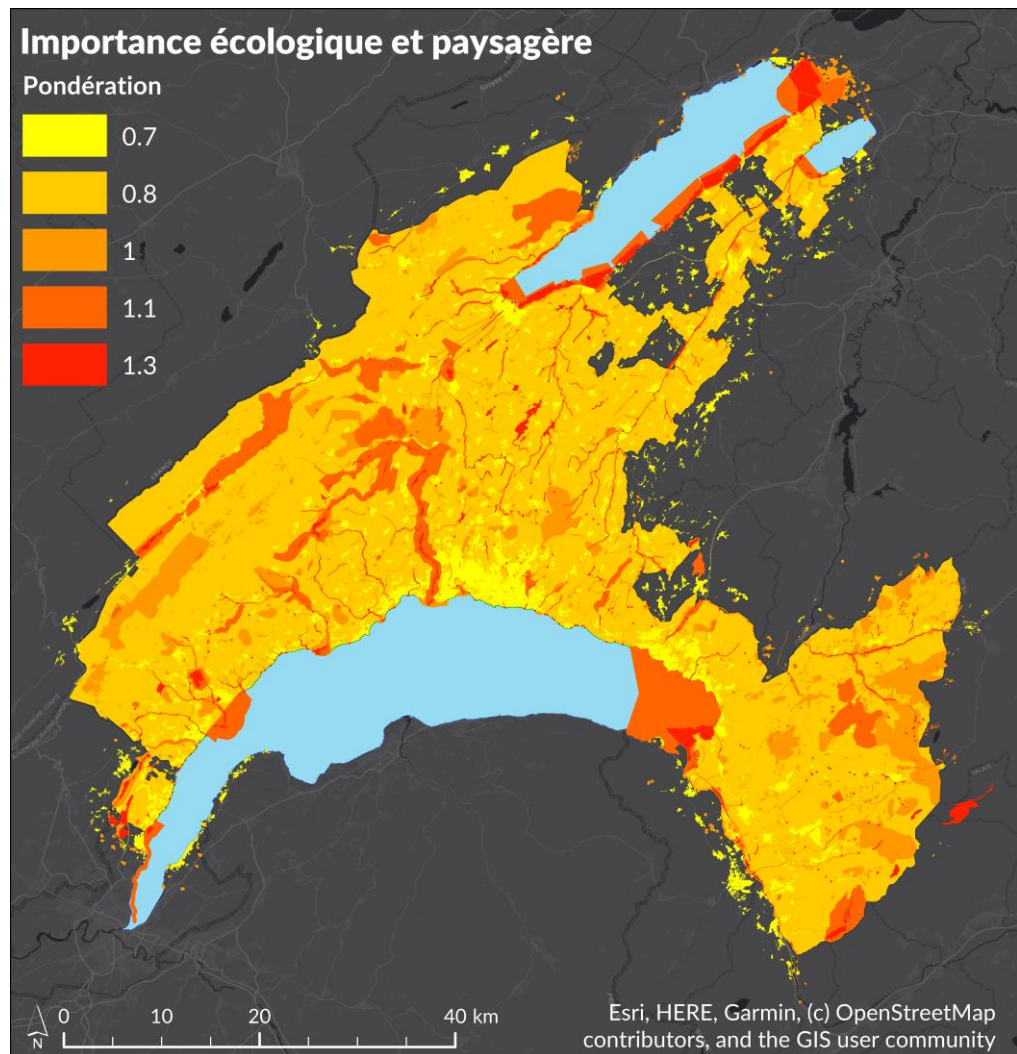 Importance écologique et paysagère
Pondération
0.7
0.8
1
1.1
1.3
0 10 20 40 km
N
Esri, HERE, Garmin, (c) OpenStreetMap
contributors, and the GIS user community